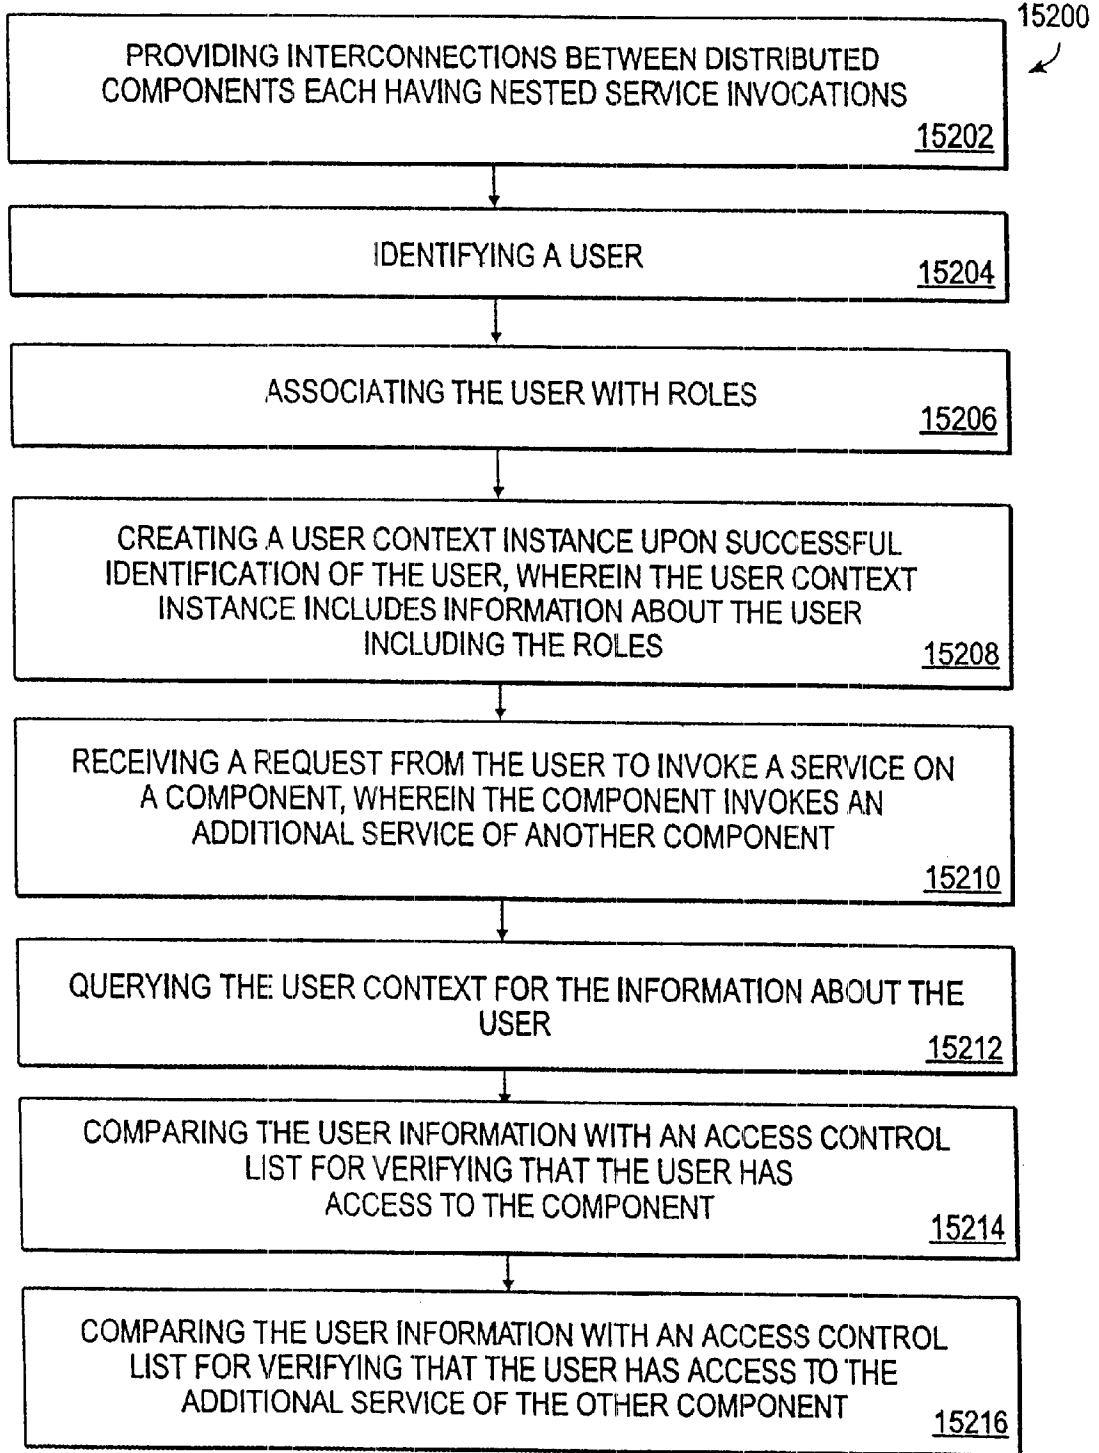 15200
PROVIDING INTERCONNECTIONS BETWEEN DISTRIBUTED
COMPONENTS EACH HAVING NESTED SERVICE INVOCATIONS
15202
IDENTIFYING A USER
15204
ASSOCIATING THE USER WITH ROLES
15206
CREATING A USER CONTEXT INSTANCE UPON SUCCESSFUL
IDENTIFICATION OF THE USER, WHEREIN THE USER CONTEXT
INSTANCE INCLUDES INFORMATION ABOUT THE USER
INCLUDING THE ROLES
15208
RECEIVING A REQUEST FROM THE USER TO INVOKE A SERVICE ON
A COMPONENT, WHEREIN THE COMPONENT INVOKES AN
ADDITIONAL SERVICE OF ANOTHER COMPONENT
15210
QUERYING THE USER CONTEXT FOR THE INFORMATION ABOUT THE
USER
15212
COMPARING THE USER INFORMATION WITH AN ACCESS CONTROL
LIST FOR VERIFYING THAT THE USER HAS
ACCESS TO THE COMPONENT
15214
COMPARING THE USER INFORMATION WITH AN ACCESS CONTROL
LIST FOR VERIFYING THAT THE USER HAS ACCESS TO THE
ADDITIONAL SERVICE OF THE OTHER COMPONENT
15216